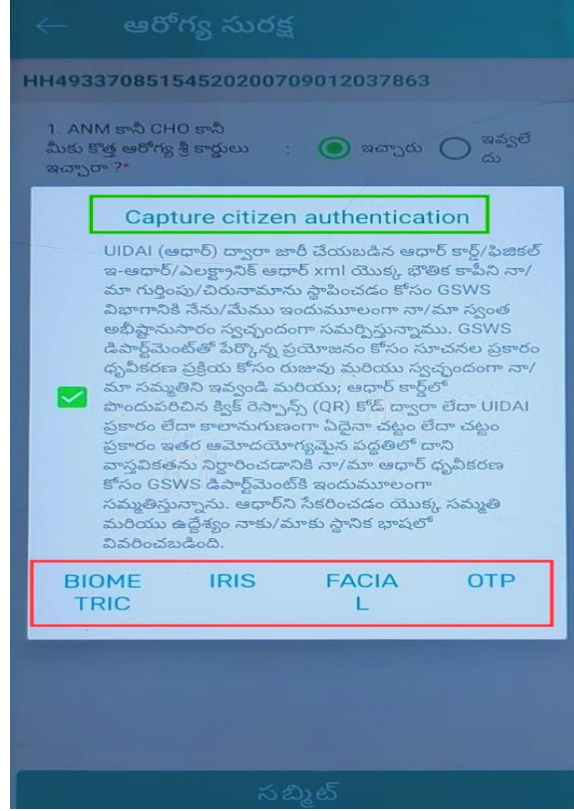 ← ఆరోగ్య సురక్ష
HH49337085154520200709012037863
1. ANM కానీ CHO కానీ
మీకు కొత్త ఆరోగ్య శ్రీ కార్డులు : ఇచ్చారు ఇవ్వలే
ఇచ్చారా ?* దు
Capture citizen authentication
UIDAI (ఆధార్) ద్వారా జారీ చేయబడిన ఆధార్ కార్డ్/ఫిజికల్
ఇ-ఆధార్/ఎలక్ట్రానిక్ ఆధార్ xml యొక్క భౌతిక కాపీని నా/
మా గుర్తింపు/చిరునామాను స్థాపించడం కోసం GSWS
విభాగానికి నేను/మేము ఇందుమూలంగా నా/మా స్వంత
అభీష్టానుసారం స్వచ్ఛందంగా సమర్పిస్తున్నాము. GSWS
డిపార్ట్‌మెంట్‌తో పేర్కొన్న ప్రయోజనం కోసం సూచనల ప్రకారం
ధృవీకరణ ప్రక్రియ కోసం రుజువు మరియు స్వచ్ఛందంగా నా/
మా సమ్మతిని ఇవ్వండి మరియు; ఆధార్ కార్డ్‌లో
పొందుపరిచిన క్విక్ రెస్పాన్స్ (QR) కోడ్ ద్వారా లేదా UIDAI
ప్రకారం లేదా కాలానుగుణంగా ఏదైనా చట్టం లేదా చట్టం
ప్రకారం ఇతర ఆమోదయోగ్యమైన పద్ధతిలో దాని
వాస్తవికతను నిర్ధారించడానికి నా/మా ఆధార్ ధృవీకరణ
కోసం GSWS డిపార్ట్‌మెంట్‌కి ఇందుమూలంగా
సమ్మతిస్తున్నాను. ఆధార్‌ని సేకరించడం యొక్క సమ్మతి
మరియు ఉద్దేశ్యం నాకు/మాకు స్థానిక భాషలో
వివరించబడింది.
BIOME IRIS FACIA OTP
TRIC L
సబ్మిట్